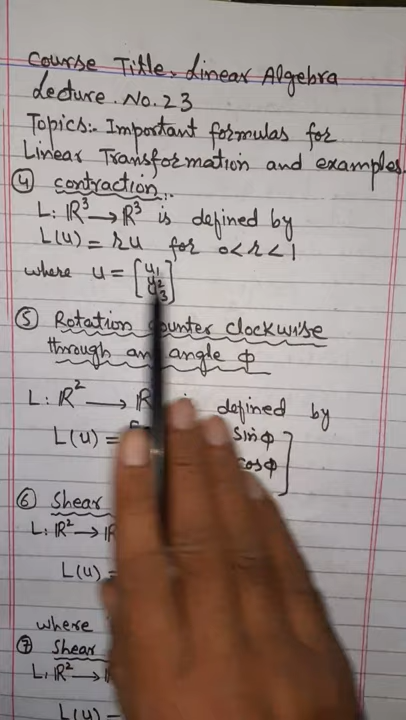 Course Title:- Linear Algebra
Lecture No. 23
Topics:- Important formulas for
Linear Transformation and examples.
④ contraction:-
L: ℝ³ → ℝ³ is defined by
L(u) = ru for 0<r<1
where u = [u₁ u₂ u₃]
⑤ Rotation counter clockwise
through an angle ϕ
L: ℝ² → ℝ defined by
L(u) = sinϕ
cosϕ
⑥ Shear
L: ℝ² → ℝ
L(u) =
where
⑦ Shear
L: ℝ² → ℝ
L(u) =